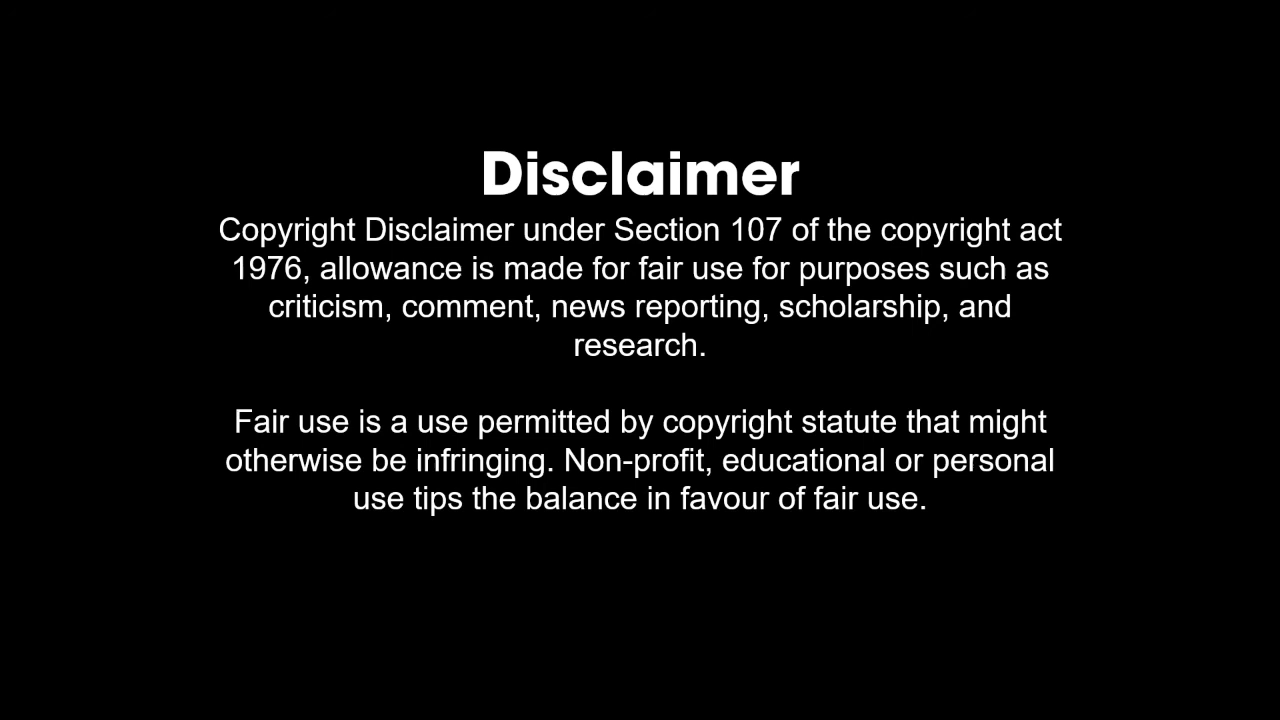 Disclaimer
Copyright Disclaimer under Section 107 of the copyright act
1976, allowance is made for fair use for purposes such as
criticism, comment, news reporting, scholarship, and
research.
Fair use is a use permitted by copyright statute that might
otherwise be infringing. Non-profit, educational or personal
use tips the balance in favour of fair use.